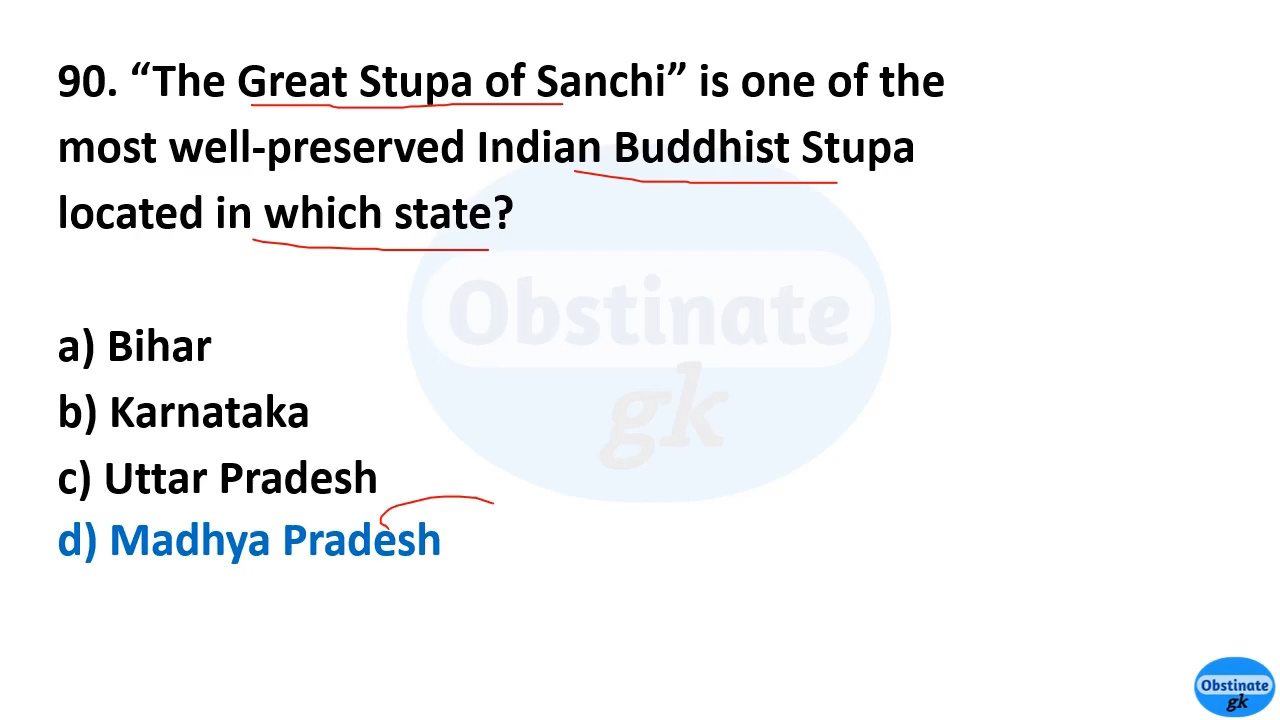 90. “The Great Stupa of Sanchi” is one of the
most well-preserved Indian Buddhist Stupa
located in which state?
a) Bihar
b) Karnataka
c) Uttar Pradesh
d) Madhya Pradesh
Obstinate
gk
Obstinate
gk